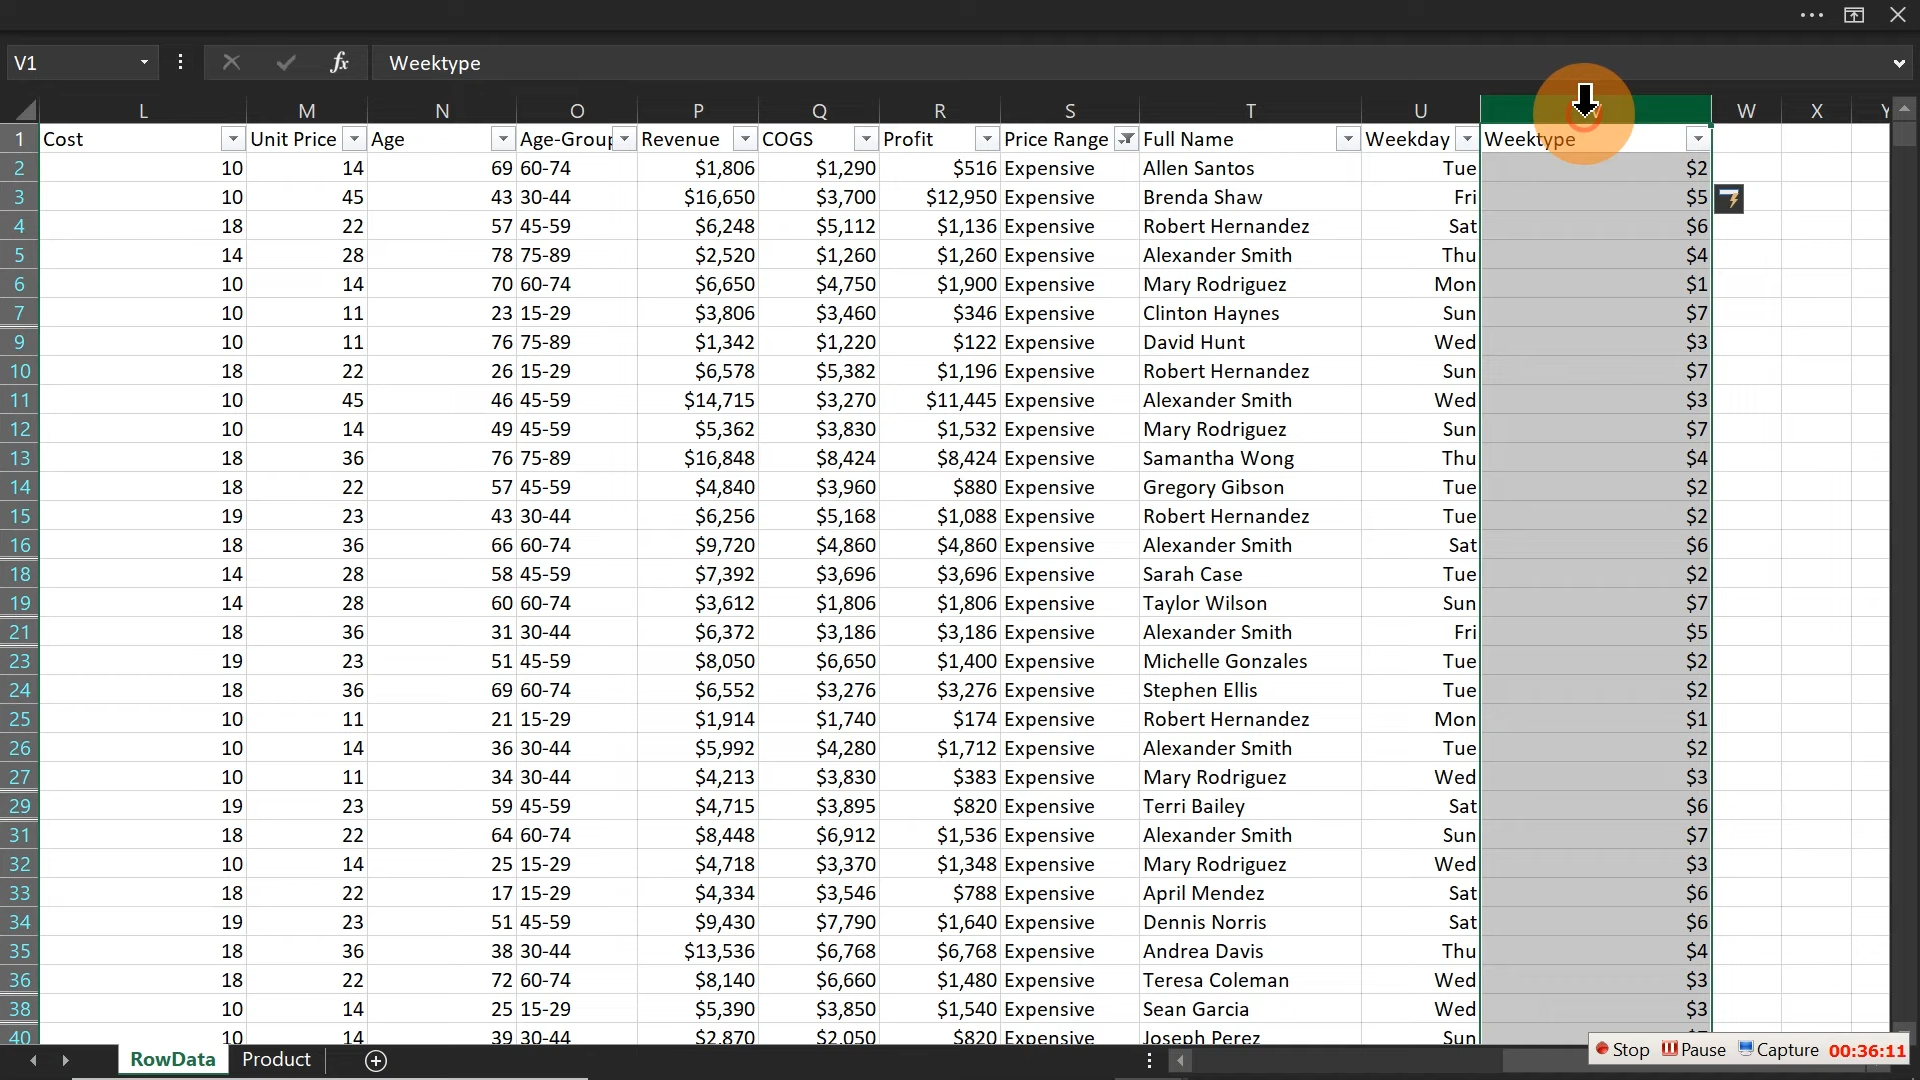 V1 fx Weektype
L M N O P Q R S T U W X Y
1 Cost Unit Price Age Age-Group Revenue COGS Profit Price Range Full Name Weekday Weektype
2 10 14 69 60-74 $1,806 $1,290 $516 Expensive Allen Santos Tue $2
3 10 45 43 30-44 $16,650 $3,700 $12,950 Expensive Brenda Shaw Fri $5
4 18 22 57 45-59 $6,248 $5,112 $1,136 Expensive Robert Hernandez Sat $6
5 14 28 78 75-89 $2,520 $1,260 $1,260 Expensive Alexander Smith Thu $4
6 10 14 70 60-74 $6,650 $4,750 $1,900 Expensive Mary Rodriguez Mon $1
7 10 11 23 15-29 $3,806 $3,460 $346 Expensive Clinton Haynes Sun $7
9 10 11 76 75-89 $1,342 $1,220 $122 Expensive David Hunt Wed $3
10 18 22 26 15-29 $6,578 $5,382 $1,196 Expensive Robert Hernandez Sun $7
11 10 45 46 45-59 $14,715 $3,270 $11,445 Expensive Alexander Smith Wed $3
12 10 14 49 45-59 $5,362 $3,830 $1,532 Expensive Mary Rodriguez Sun $7
13 18 36 76 75-89 $16,848 $8,424 $8,424 Expensive Samantha Wong Thu $4
14 18 22 57 45-59 $4,840 $3,960 $880 Expensive Gregory Gibson Tue $2
15 19 23 43 30-44 $6,256 $5,168 $1,088 Expensive Robert Hernandez Tue $2
16 18 36 66 60-74 $9,720 $4,860 $4,860 Expensive Alexander Smith Sat $6
18 14 28 58 45-59 $7,392 $3,696 $3,696 Expensive Sarah Case Tue $2
19 14 28 60 60-74 $3,612 $1,806 $1,806 Expensive Taylor Wilson Sun $7
21 18 36 31 30-44 $6,372 $3,186 $3,186 Expensive Alexander Smith Fri $5
23 19 23 51 45-59 $8,050 $6,650 $1,400 Expensive Michelle Gonzales Tue $2
24 18 36 69 60-74 $6,552 $3,276 $3,276 Expensive Stephen Ellis Tue $2
25 10 11 21 15-29 $1,914 $1,740 $174 Expensive Robert Hernandez Mon $1
26 10 14 36 30-44 $5,992 $4,280 $1,712 Expensive Alexander Smith Tue $2
27 10 11 34 30-44 $4,213 $3,830 $383 Expensive Mary Rodriguez Wed $3
29 19 23 59 45-59 $4,715 $3,895 $820 Expensive Terri Bailey Sat $6
31 18 22 64 60-74 $8,448 $6,912 $1,536 Expensive Alexander Smith Sun $7
32 10 14 25 15-29 $4,718 $3,370 $1,348 Expensive Mary Rodriguez Wed $3
33 18 22 17 15-29 $4,334 $3,546 $788 Expensive April Mendez Sat $6
34 19 23 51 45-59 $9,430 $7,790 $1,640 Expensive Dennis Norris Sat $6
35 18 36 38 30-44 $13,536 $6,768 $6,768 Expensive Andrea Davis Thu $4
36 18 22 72 60-74 $8,140 $6,660 $1,480 Expensive Teresa Coleman Wed $3
38 10 14 25 15-29 $5,390 $3,850 $1,540 Expensive Sean Garcia Wed $3
40 10 14 39 30-44 $2,870 $2,050 $820 Expensive Joseph Perez Sun
RowData Product
Stop Pause Capture 00:36:11